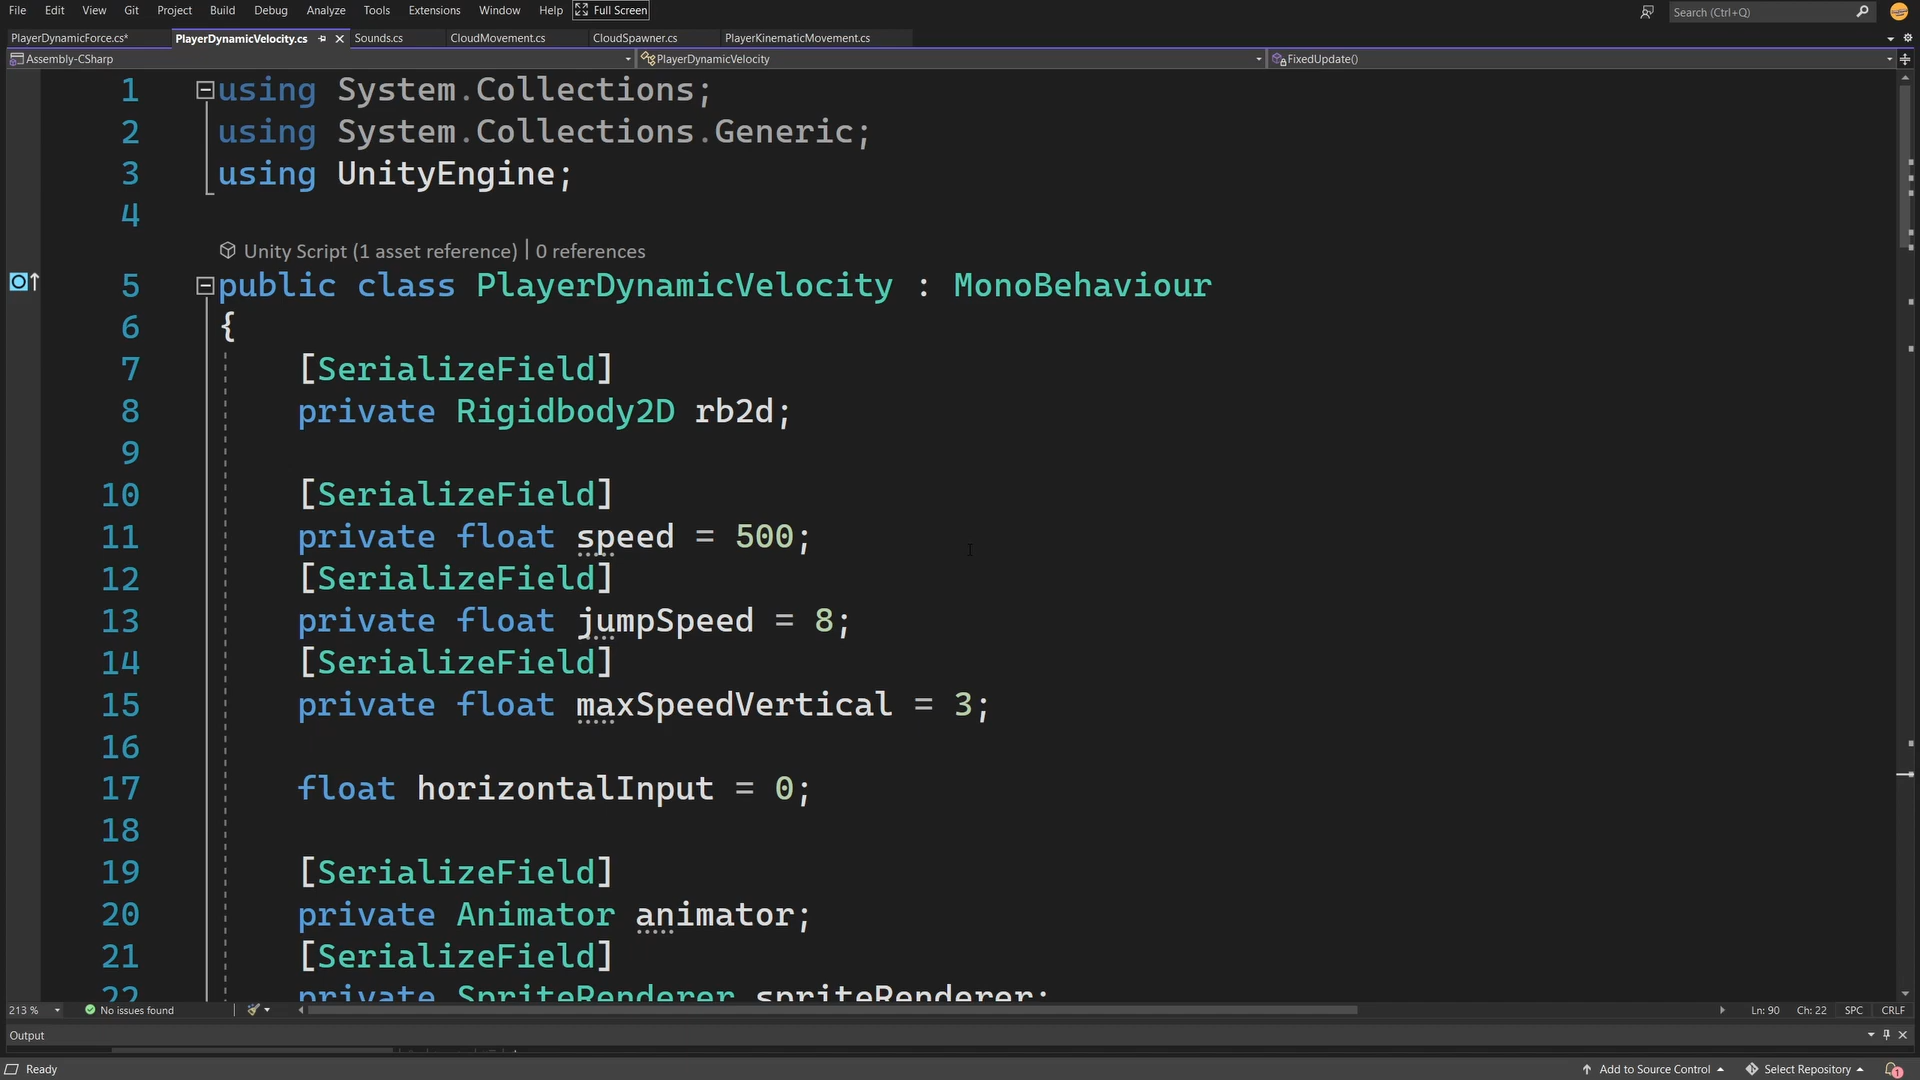 File Edit View Git Project Build Debug Analyze Tools Extensions Window Help Full Screen Search (Ctrl+Q)
PlayerDynamicForce.cs* PlayerDynamicVelocity.cs Sounds.cs CloudMovement.cs CloudSpawner.cs PlayerKinematicMovement.cs
Assembly-CSharp PlayerDynamicVelocity FixedUpdate()
1 using System.Collections;
2 using System.Collections.Generic;
3 using UnityEngine;
4
Unity Script (1 asset reference) | 0 references
5 public class PlayerDynamicVelocity : MonoBehaviour
6 {
7 [SerializeField]
8 private Rigidbody2D rb2d;
9
10 [SerializeField]
11 private float speed = 500;
12 [SerializeField]
13 private float jumpSpeed = 8;
14 [SerializeField]
15 private float maxSpeedVertical = 3;
16
17 float horizontalInput = 0;
18
19 [SerializeField]
20 private Animator animator;
21 [SerializeField]
22 private SpriteRenderer spriteRenderer;
213 % No issues found Ln: 90 Ch: 22 SPC CRLF
Output
Ready Add to Source Control Select Repository 1